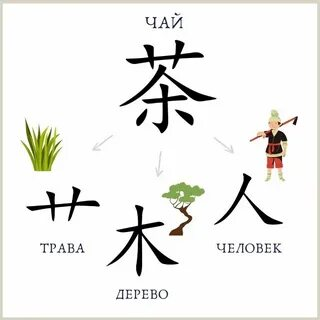 ЧАЙ
茶
艹 木 人
ТРАВА
ЧЕЛОВЕК
ДЕРЕВО